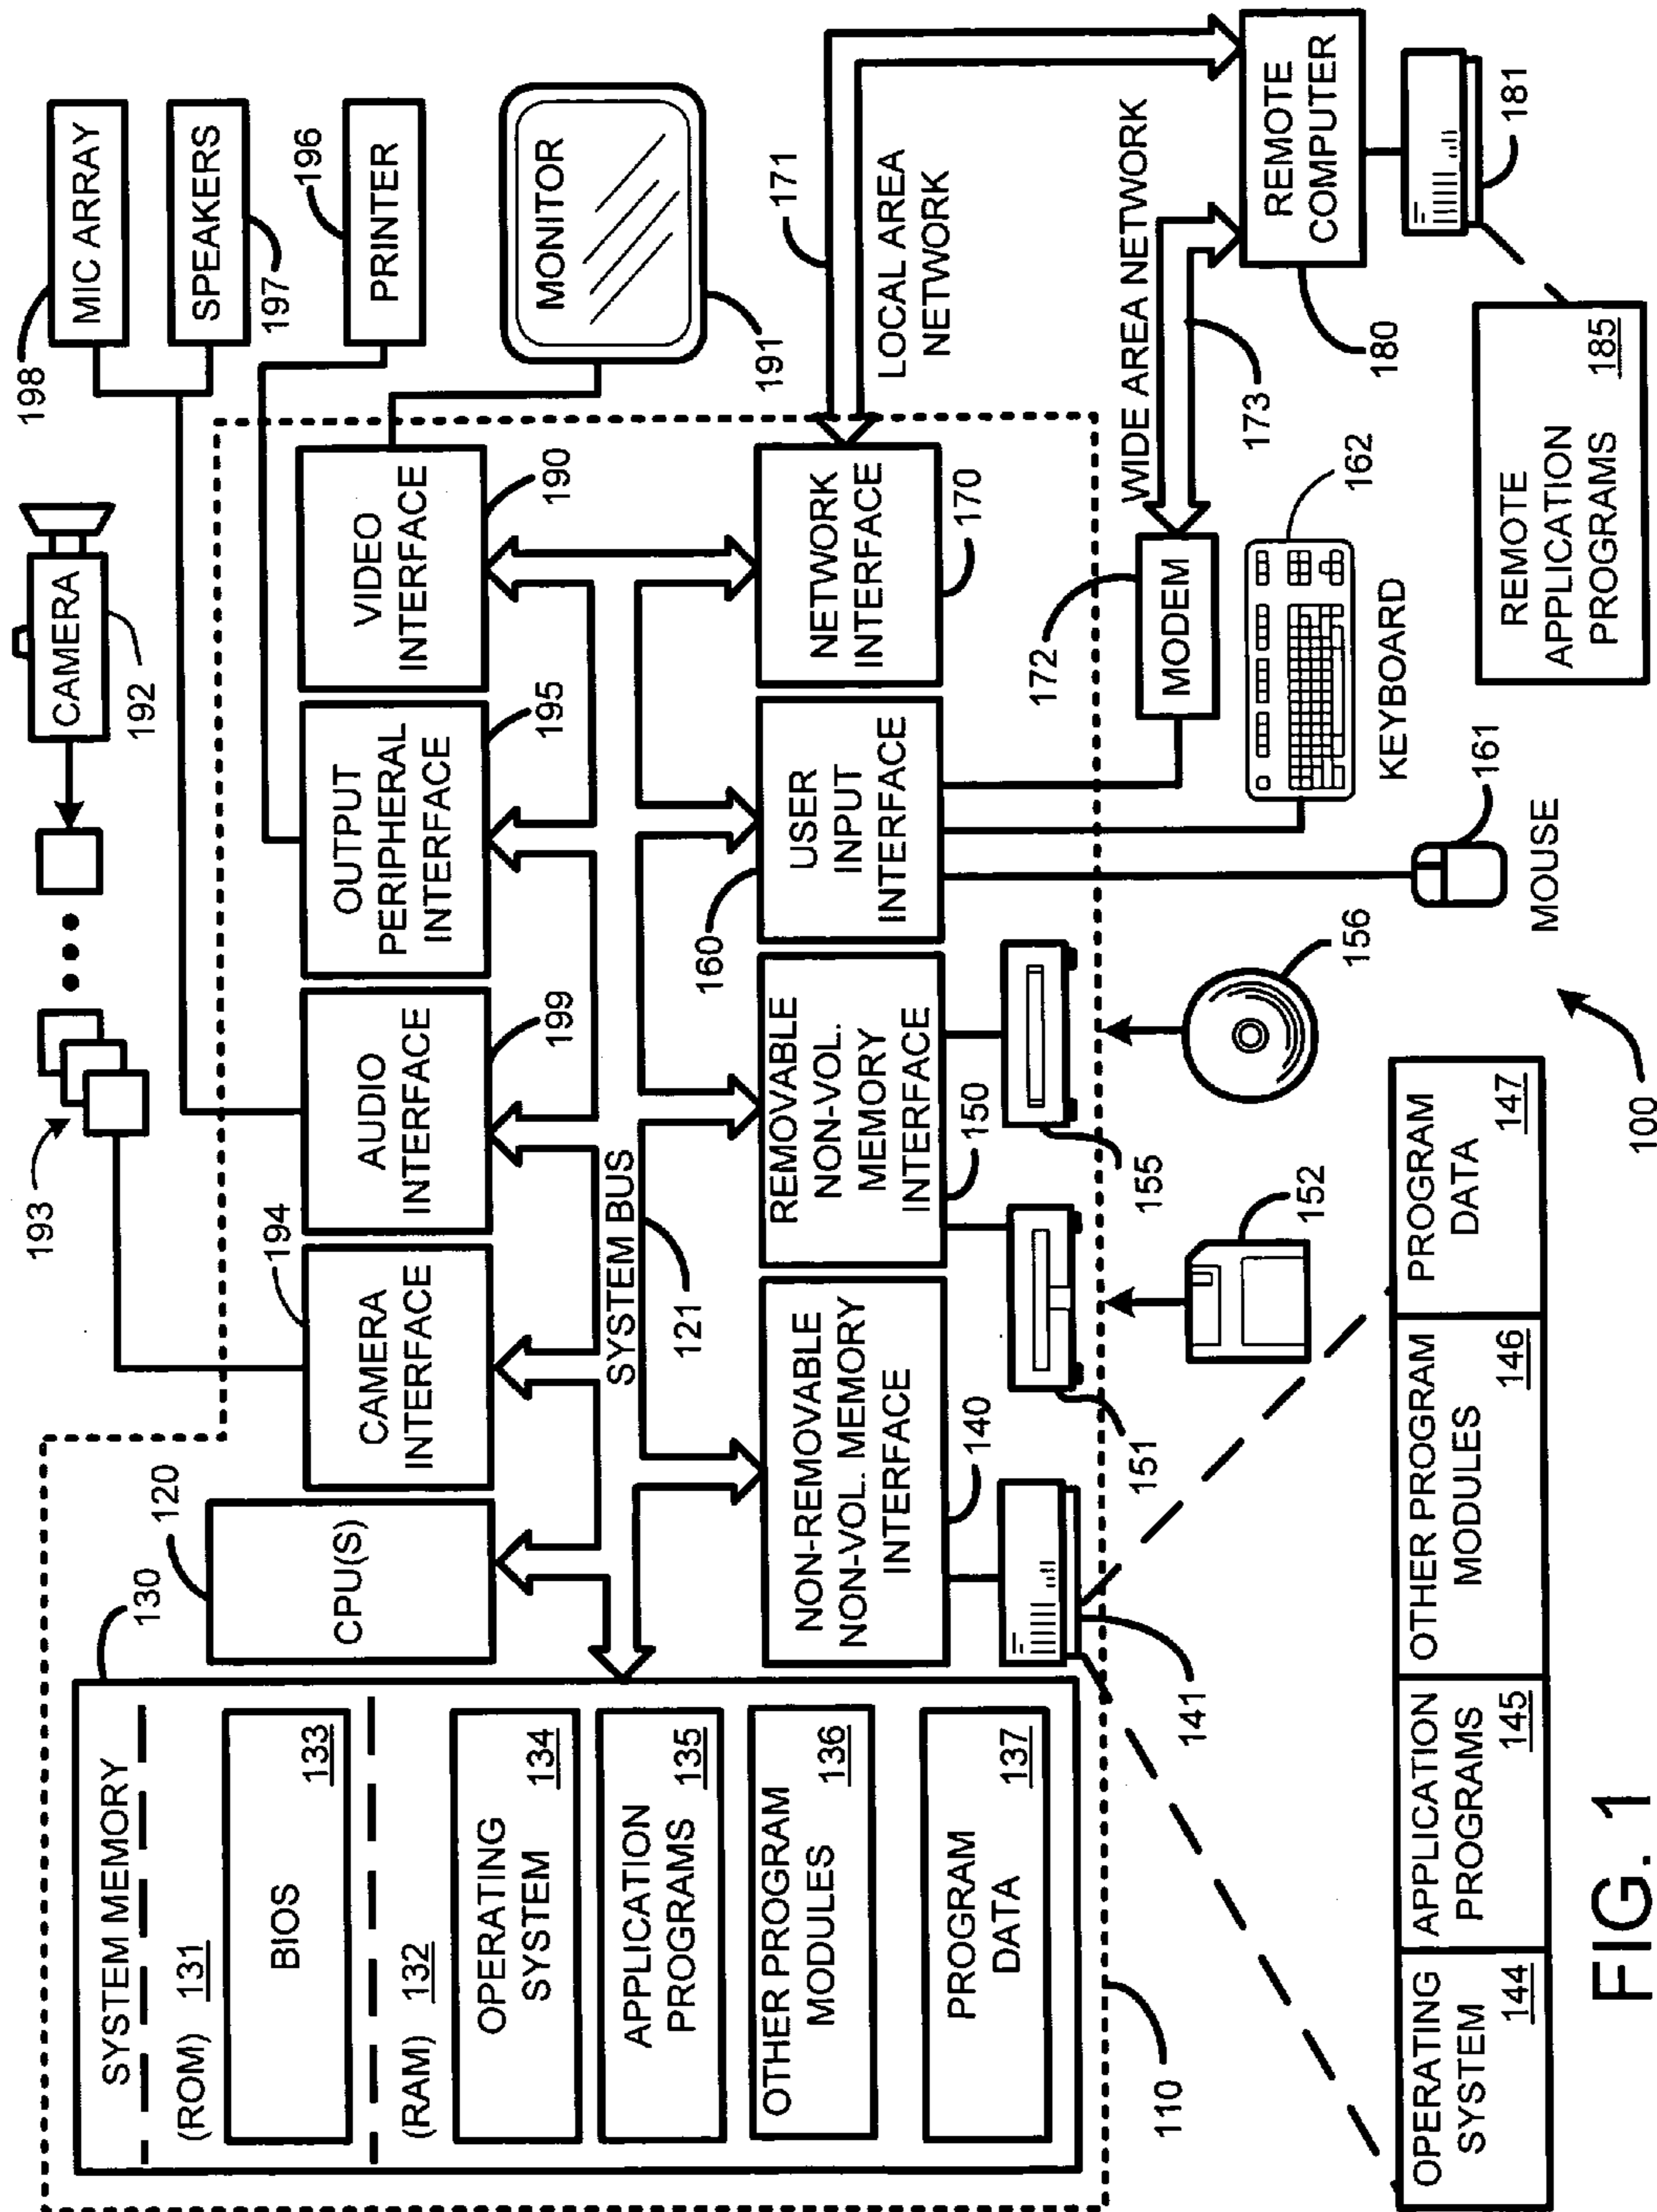 198
MIC ARRAY
SPEAKERS
197
196
PRINTER
MONITOR
191
CAMERA
192
193
194
CAMERA
INTERFACE
AUDIO
INTERFACE
199
OUTPUT
PERIPHERAL
INTERFACE
195
VIDEO
INTERFACE
190
120
CPU(S)
130
SYSTEM MEMORY
(ROM) 131
BIOS
133
(RAM) 132
OPERATING
SYSTEM
134
APPLICATION
PROGRAMS
135
OTHER PROGRAM
MODULES
136
PROGRAM
DATA
137
110
SYSTEM BUS
121
NON-REMOVABLE
NON-VOL. MEMORY
INTERFACE
140
REMOVABLE
NON-VOL.
MEMORY
INTERFACE
150
160
USER
INPUT
INTERFACE
NETWORK
INTERFACE
170
171
LOCAL AREA
NETWORK
WIDE AREA NETWORK
173
172
MODEM
141
151
155
152
156
MOUSE
161
KEYBOARD
162
REMOTE
COMPUTER
180
181
REMOTE
APPLICATION
PROGRAMS
185
OPERATING
SYSTEM
144
APPLICATION
PROGRAMS
145
OTHER PROGRAM
MODULES
146
PROGRAM
DATA
147
100
FIG. 1